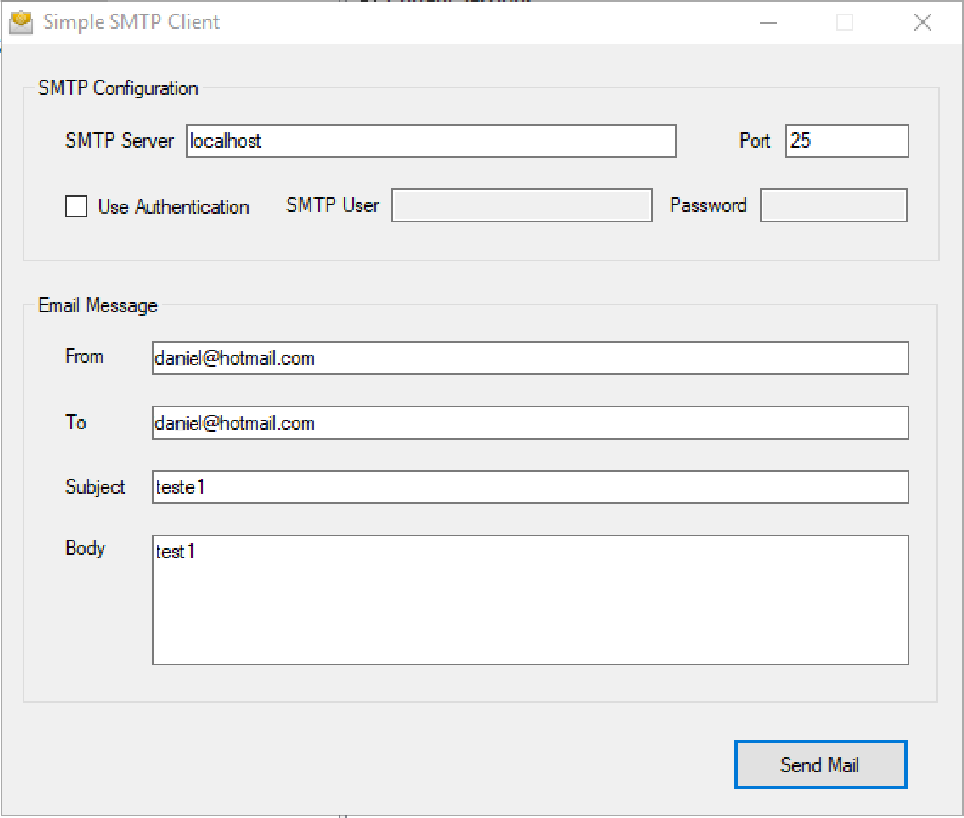 Simple SMTP Client
SMTP Configuration
SMTP Server localhost Port 25
Use Authentication SMTP User Password
Email Message
From daniel@hotmail.com
To daniel@hotmail.com
Subject teste1
Body test1
Send Mail